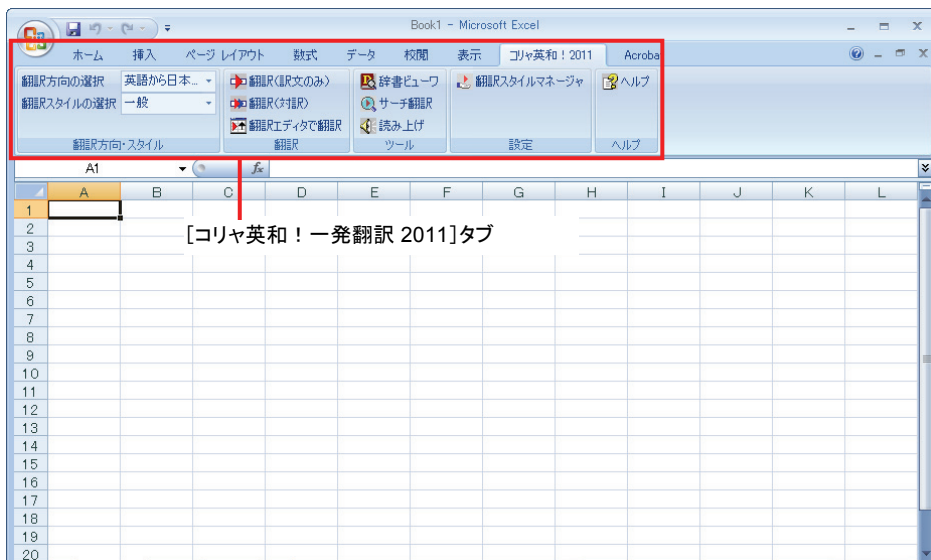 Book1 - Microsoft Excel
ホーム 挿入 ページ レイアウト 数式 データ 校閲 表示 コリャ英和！2011 Acroba
翻訳方向の選択 英語から日本... 翻訳(訳文のみ) 辞書ビューワ 翻訳スタイルマネージャ ヘルプ
翻訳スタイルの選択 一般 翻訳(対訳) サーチ翻訳
翻訳エディタで翻訳 読み上げ
翻訳方向・スタイル 翻訳 ツール 設定 ヘルプ
A1 fx
A B C D E F G H I J K L
1
[コリャ英和！一発翻訳 2011]タブ
2
3
4
5
6
7
8
9
10
11
12
13
14
15
16
17
18
19
20